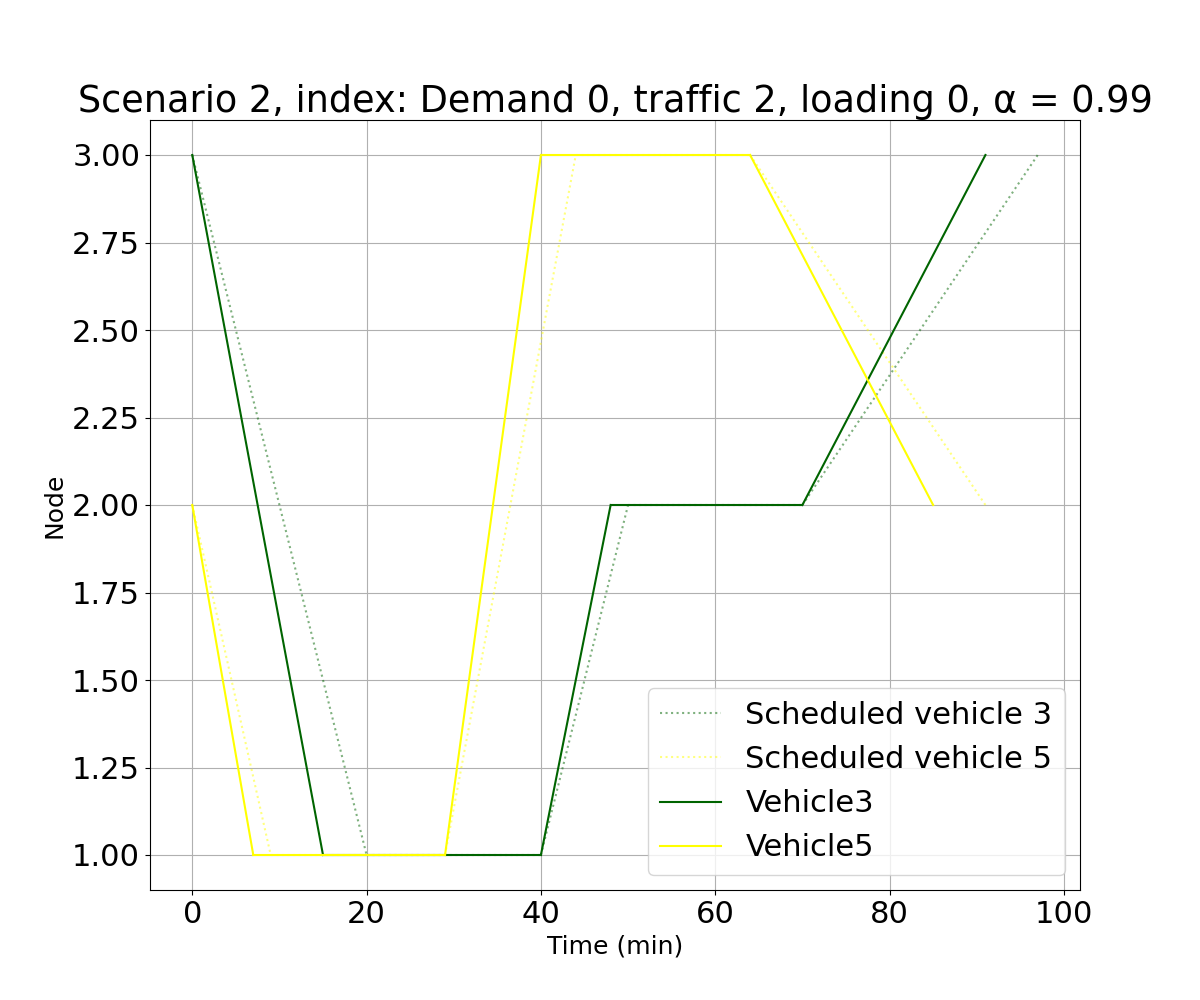 Scenario 2, index: Demand 0, traffic 2, loading 0, α = 0.99
3.00
2.75
2.50
2.25
2.00
1.75
1.50
1.25
1.00
Node
Scheduled vehicle 3
Scheduled vehicle 5
Vehicle3
Vehicle5
0 20 40 60 80 100
Time (min)